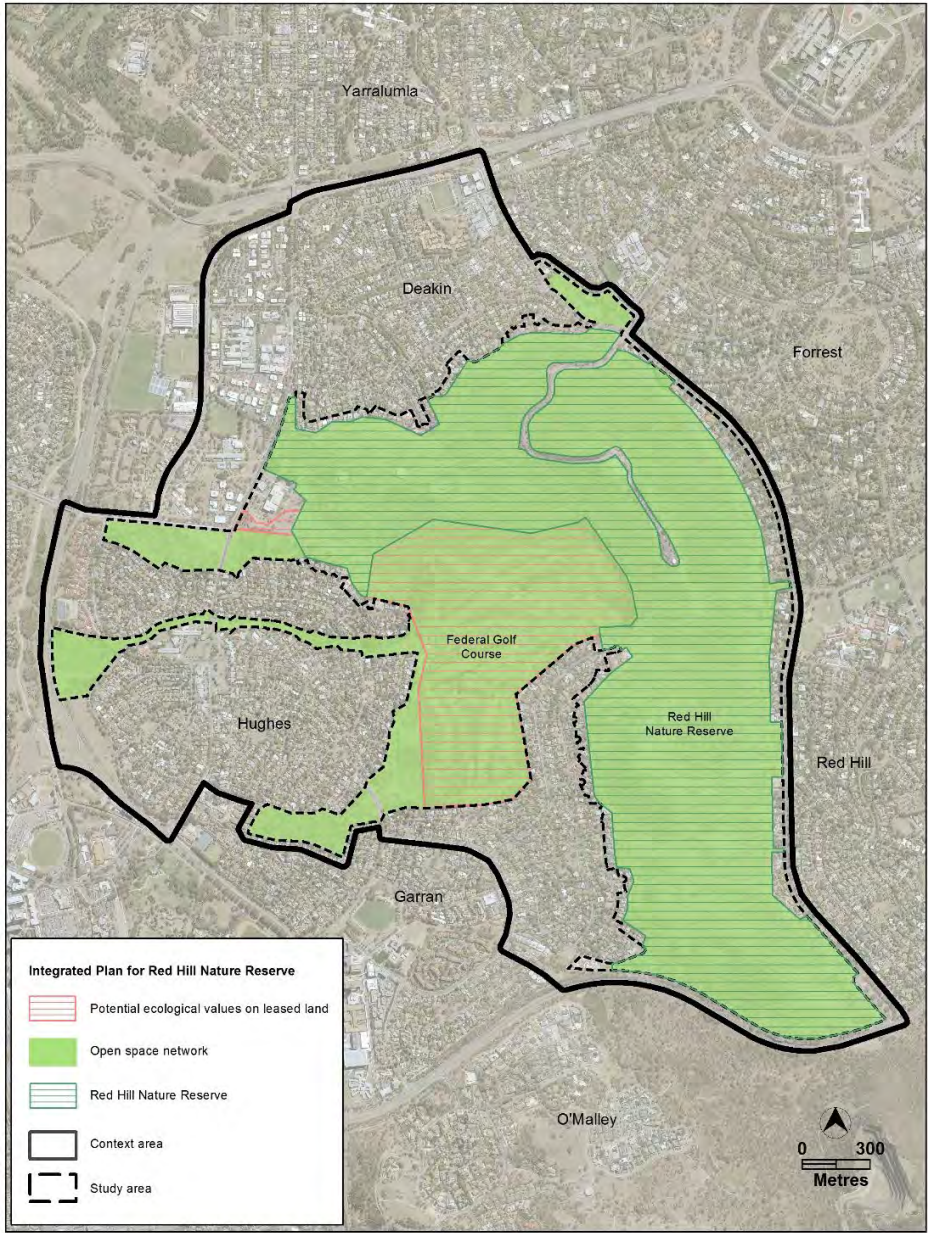 Yarralumla
Deakin
Forrest
Federal Golf
Course
Hughes
Red Hill
Nature Reserve
Red Hill
Garran
Integrated Plan for Red Hill Nature Reserve
Potential ecological values on leased land
Open space network
Red Hill Nature Reserve
Context area
Study area
O'Malley
0 300
Metres